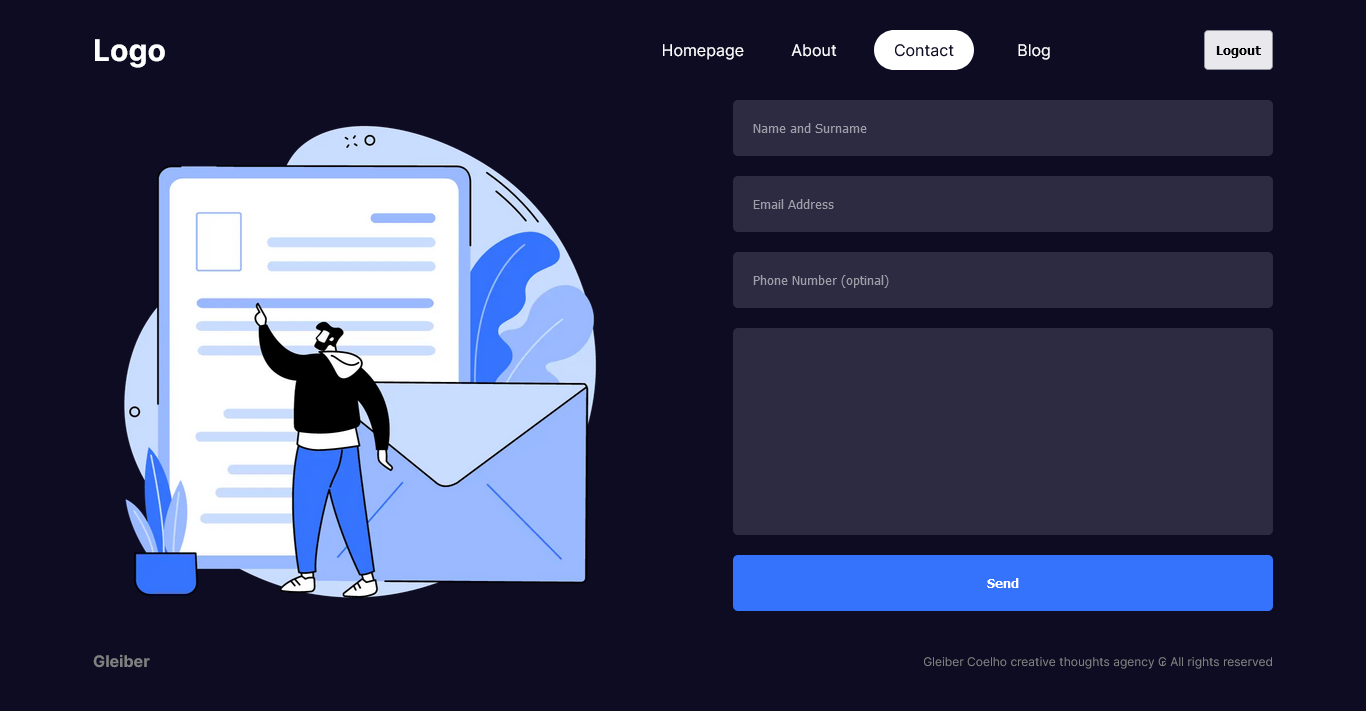 Logo
Homepage
About
Contact
Blog
Logout
Name and Surname
Email Address
Phone Number (optinal)
Send
Gleiber
Gleiber Coelho creative thoughts agency ₢ All rights reserved